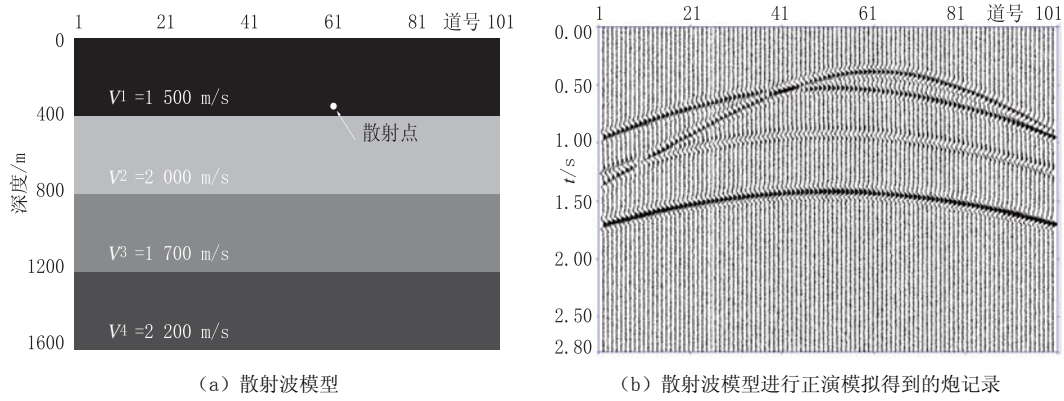 1 21 41 61 81 道号 101
0
400
800
1200
1600
深度/m
V1 =1 500 m/s
散射点
V2 =2 000 m/s
V3 =1 700 m/s
V4 =2 200 m/s
(a) 散射波模型
1 21 41 61 81 道号 101
0.00
0.50
1.00
1.50
2.00
2.50
2.80
t/s
(b) 散射波模型进行正演模拟得到的炮记录